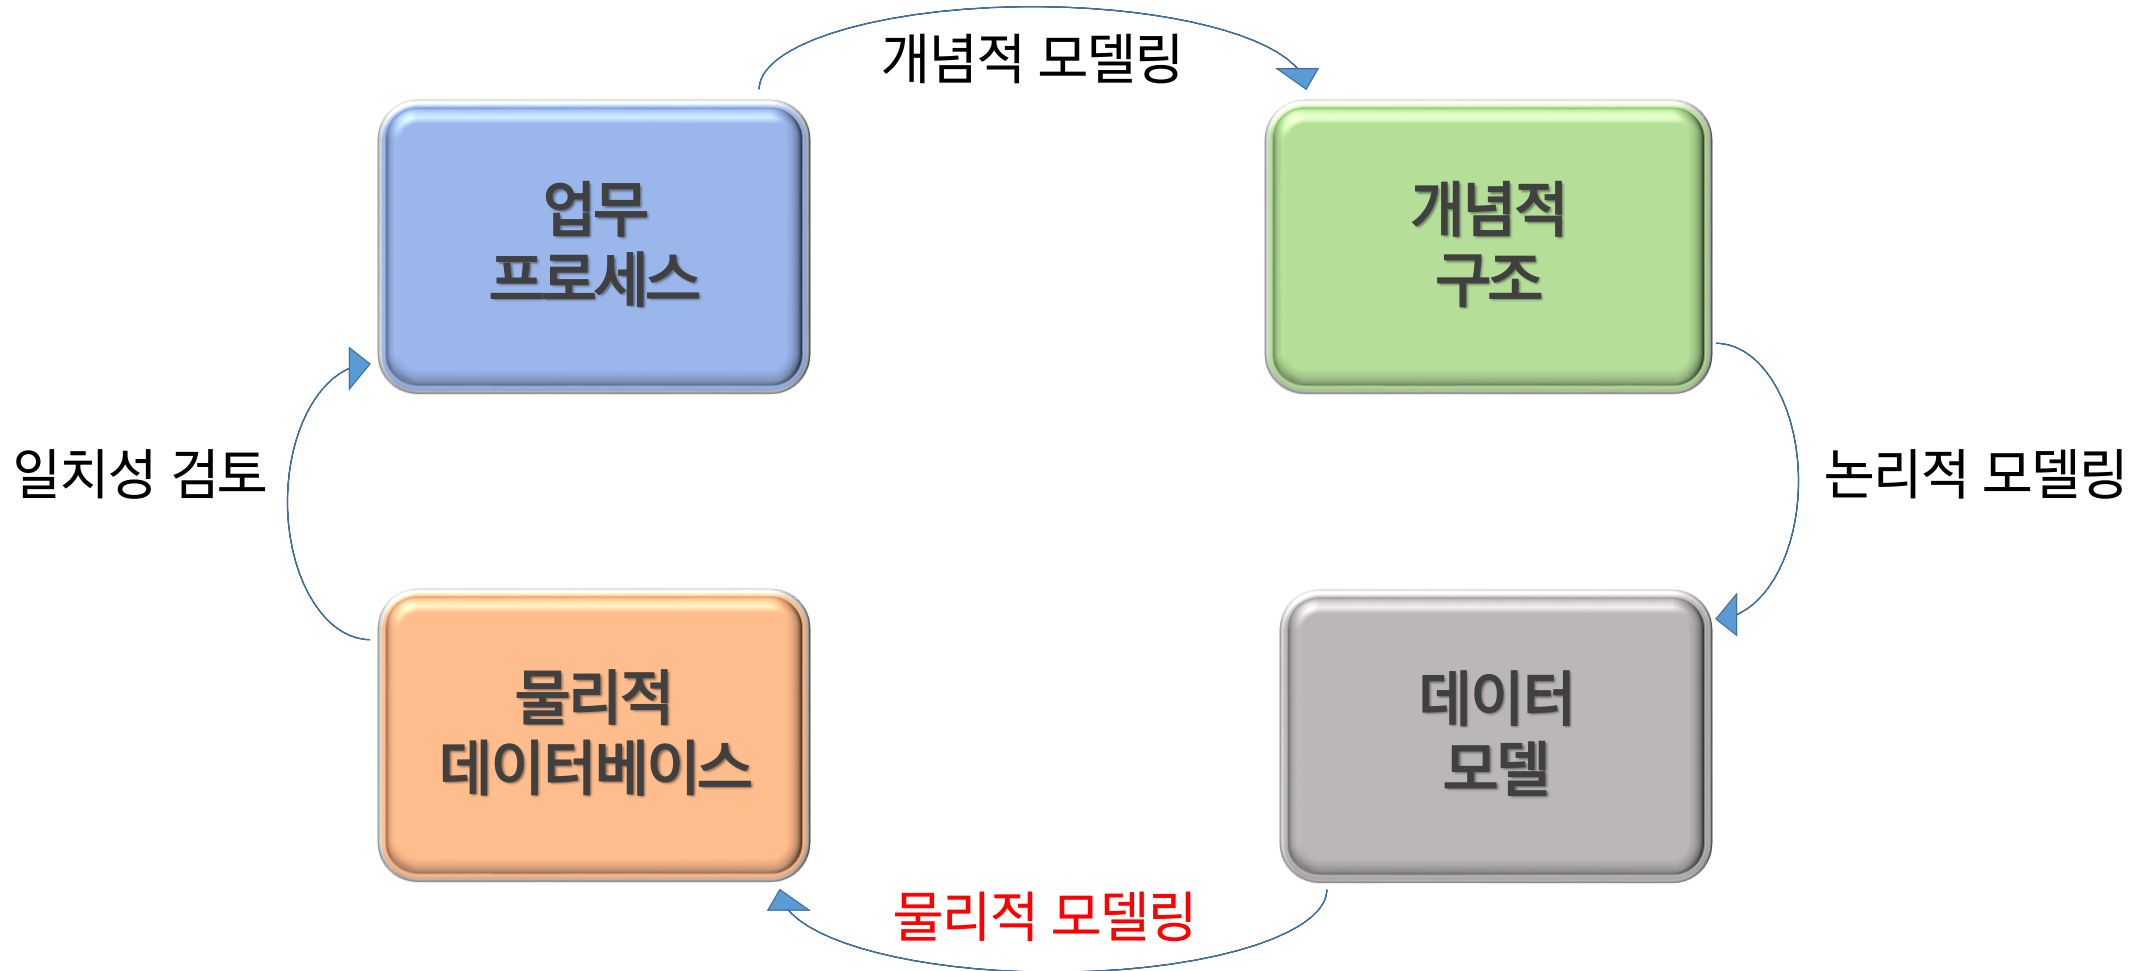 개념적 모델링
업무
프로세스
개념적
구조
일치성 검토
논리적 모델링
물리적
데이터베이스
데이터
모델
물리적 모델링